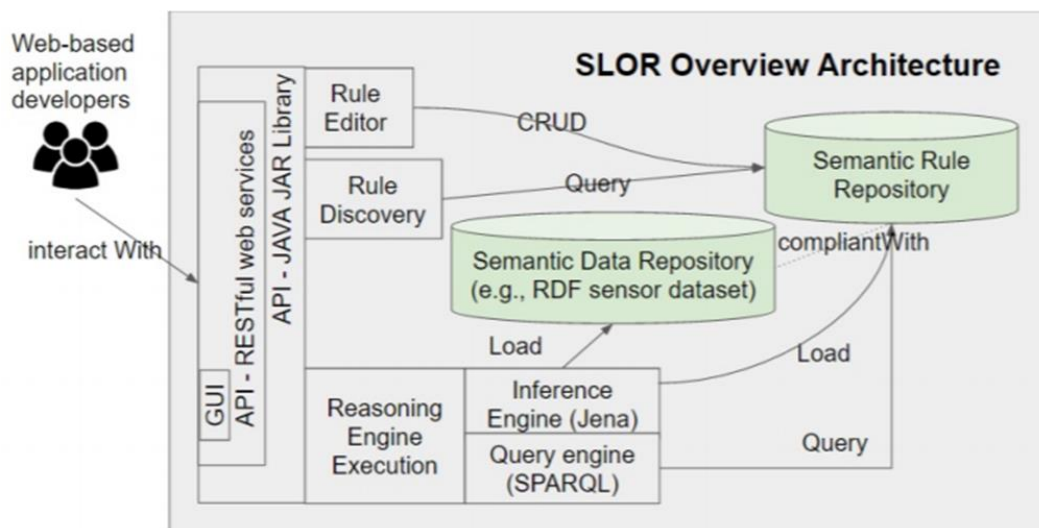 Web-based
application
developers
interact With
SLOR Overview Architecture
GUI
API - RESTful web services
API - JAVA JAR Library
Rule
Editor
CRUD
Rule
Discovery
Query
Semantic Rule
Repository
compliantWith
Semantic Data Repository
(e.g., RDF sensor dataset)
Load
Load
Reasoning
Engine
Execution
Inference
Engine (Jena)
Query engine
(SPARQL)
Query